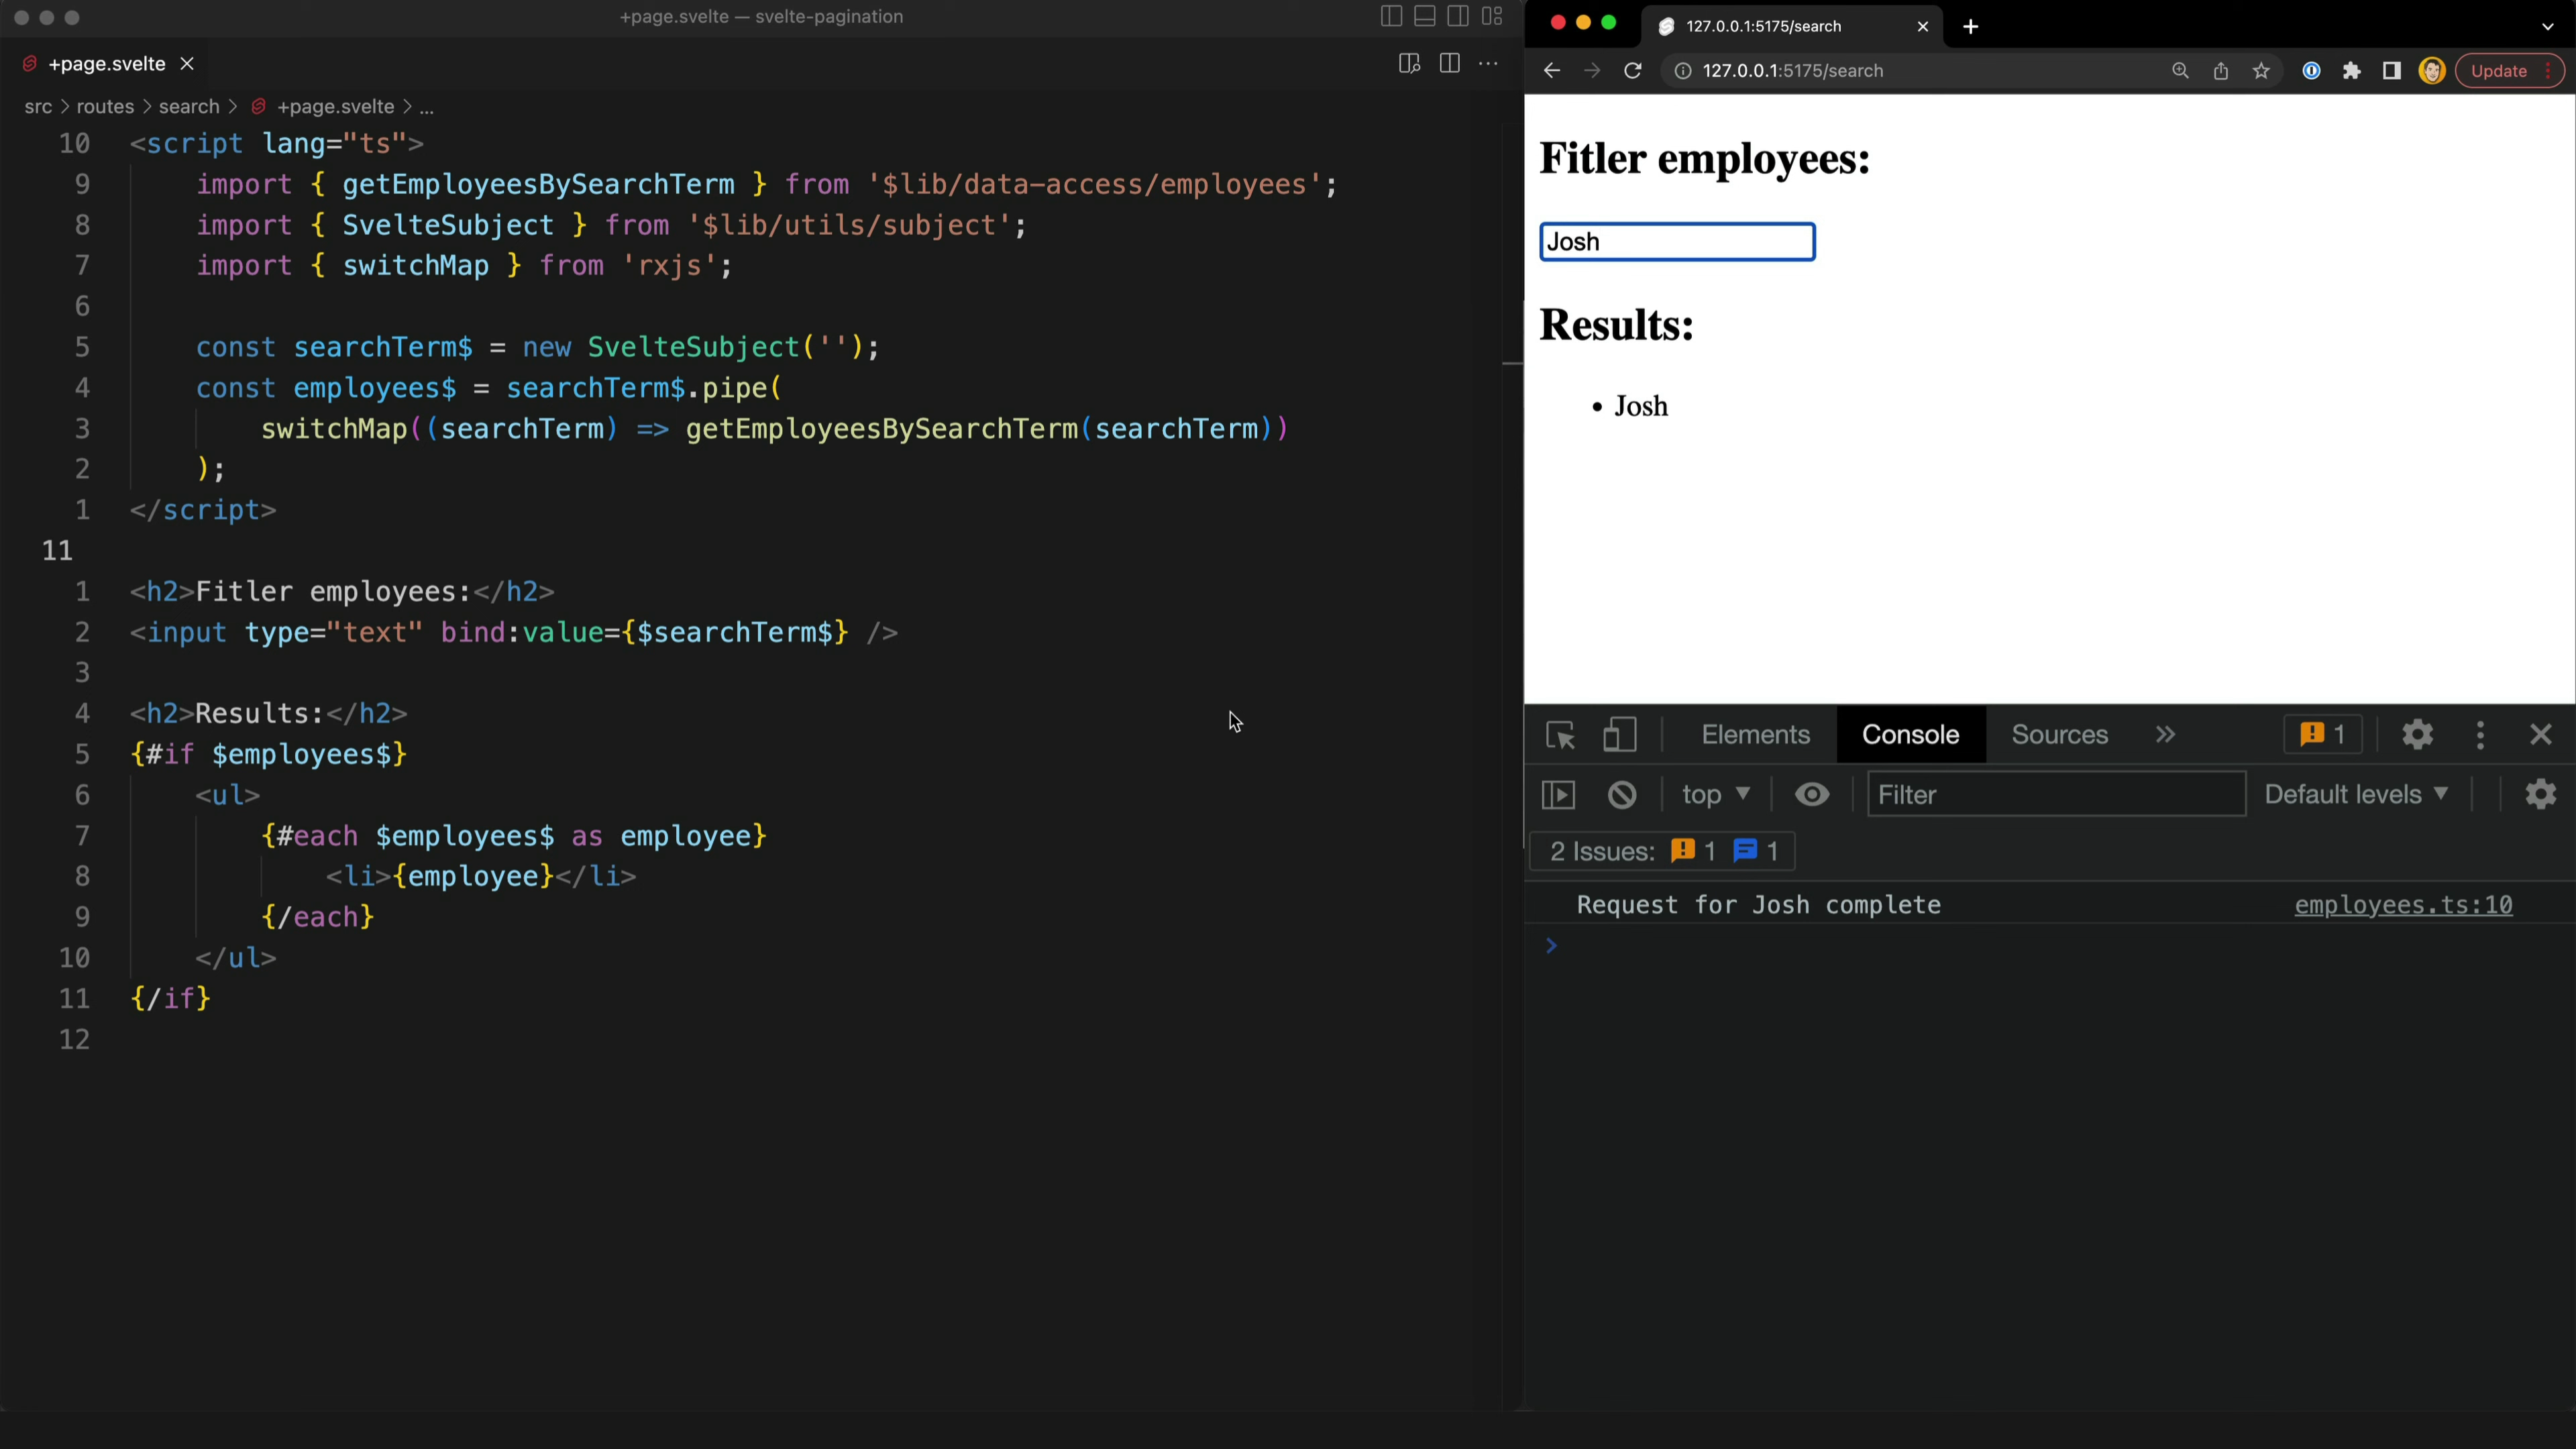 +page.svelte — svelte-pagination
+page.svelte
src > routes > search > +page.svelte > ...
10 <script lang="ts">
9 import { getEmployeesBySearchTerm } from '$lib/data-access/employees';
8 import { SvelteSubject } from '$lib/utils/subject';
7 import { switchMap } from 'rxjs';
6
5 const searchTerm$ = new SvelteSubject('');
4 const employees$ = searchTerm$.pipe(
3 switchMap((searchTerm) => getEmployeesBySearchTerm(searchTerm))
2 );
1 </script>
11
1 <h2>Fitler employees:</h2>
2 <input type="text" bind:value={$searchTerm$} />
3
4 <h2>Results:</h2>
5 {#if $employees$}
6 <ul>
7 {#each $employees$ as employee}
8 <li>{employee}</li>
9 {/each}
10 </ul>
11 {/if}
12
127.0.0.1:5175/search
127.0.0.1:5175/search
Update
Fitler employees:
Josh
Results:
• Josh
Elements Console Sources » 1
top Filter Default levels
2 Issues: 1 1
Request for Josh complete employees.ts:10